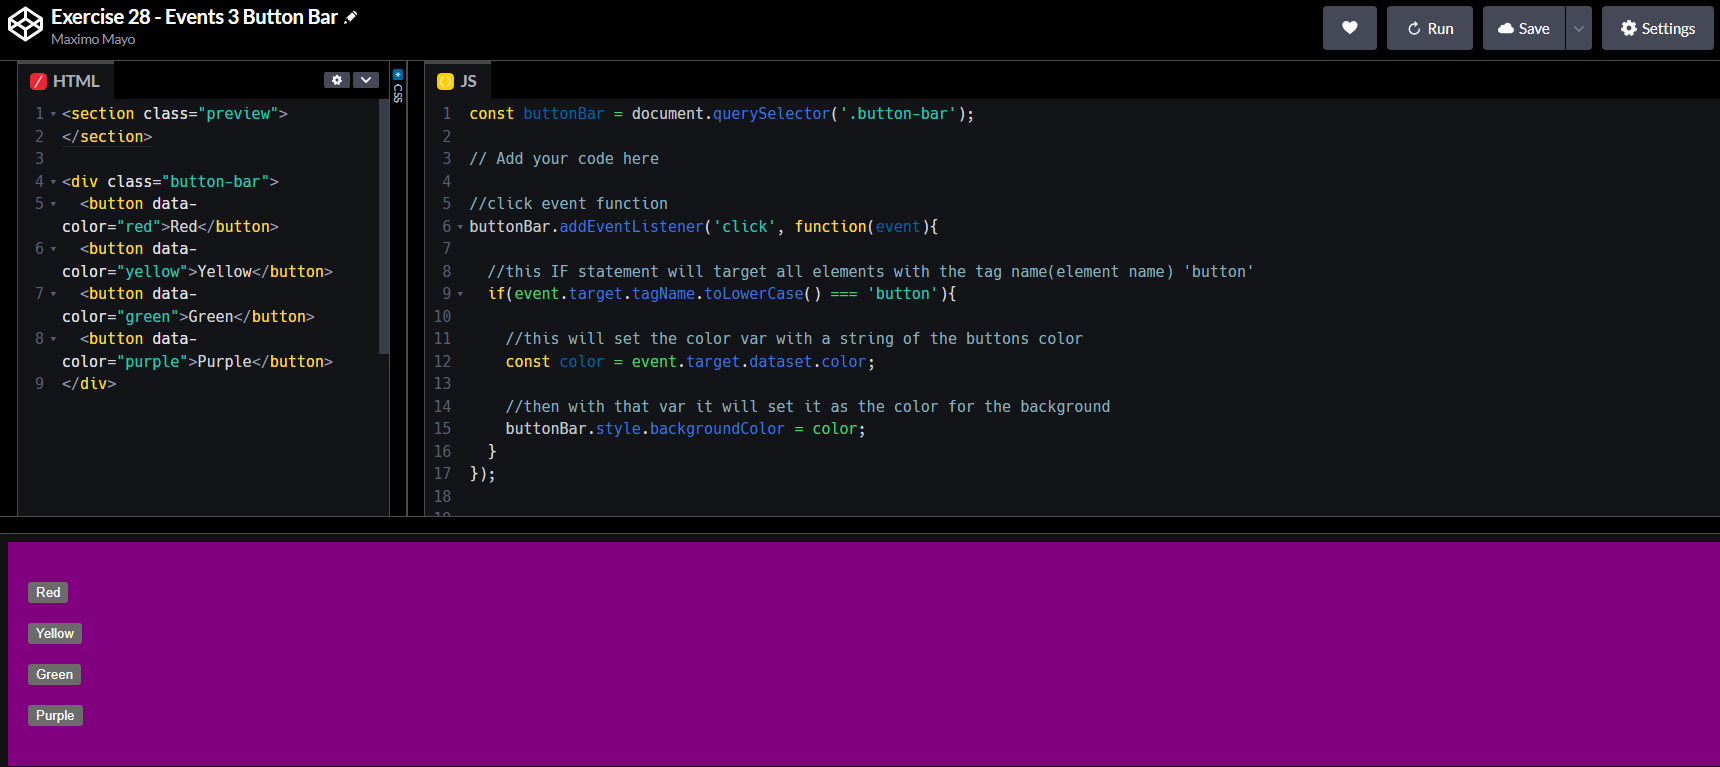 Exercise 28 - Events 3 Button Bar
Maximo Mayo
Run
Save
Settings
HTML
1 <section class="preview">
2 </section>
3
4 <div class="button-bar">
5 <button data-
color="red">Red</button>
6 <button data-
color="yellow">Yellow</button>
7 <button data-
color="green">Green</button>
8 <button data-
color="purple">Purple</button>
9 </div>
* CSS
JS
1 const buttonBar = document.querySelector('.button-bar');
2
3 // Add your code here
4
5 //click event function
6 buttonBar.addEventListener('click', function(event){
7
8 //this IF statement will target all elements with the tag name(element name) 'button'
9 if(event.target.tagName.toLowerCase() === 'button'){
10
11 //this will set the color var with a string of the buttons color
12 const color = event.target.dataset.color;
13
14 //then with that var it will set it as the color for the background
15 buttonBar.style.backgroundColor = color;
16 }
17 });
18
Red
Yellow
Green
Purple